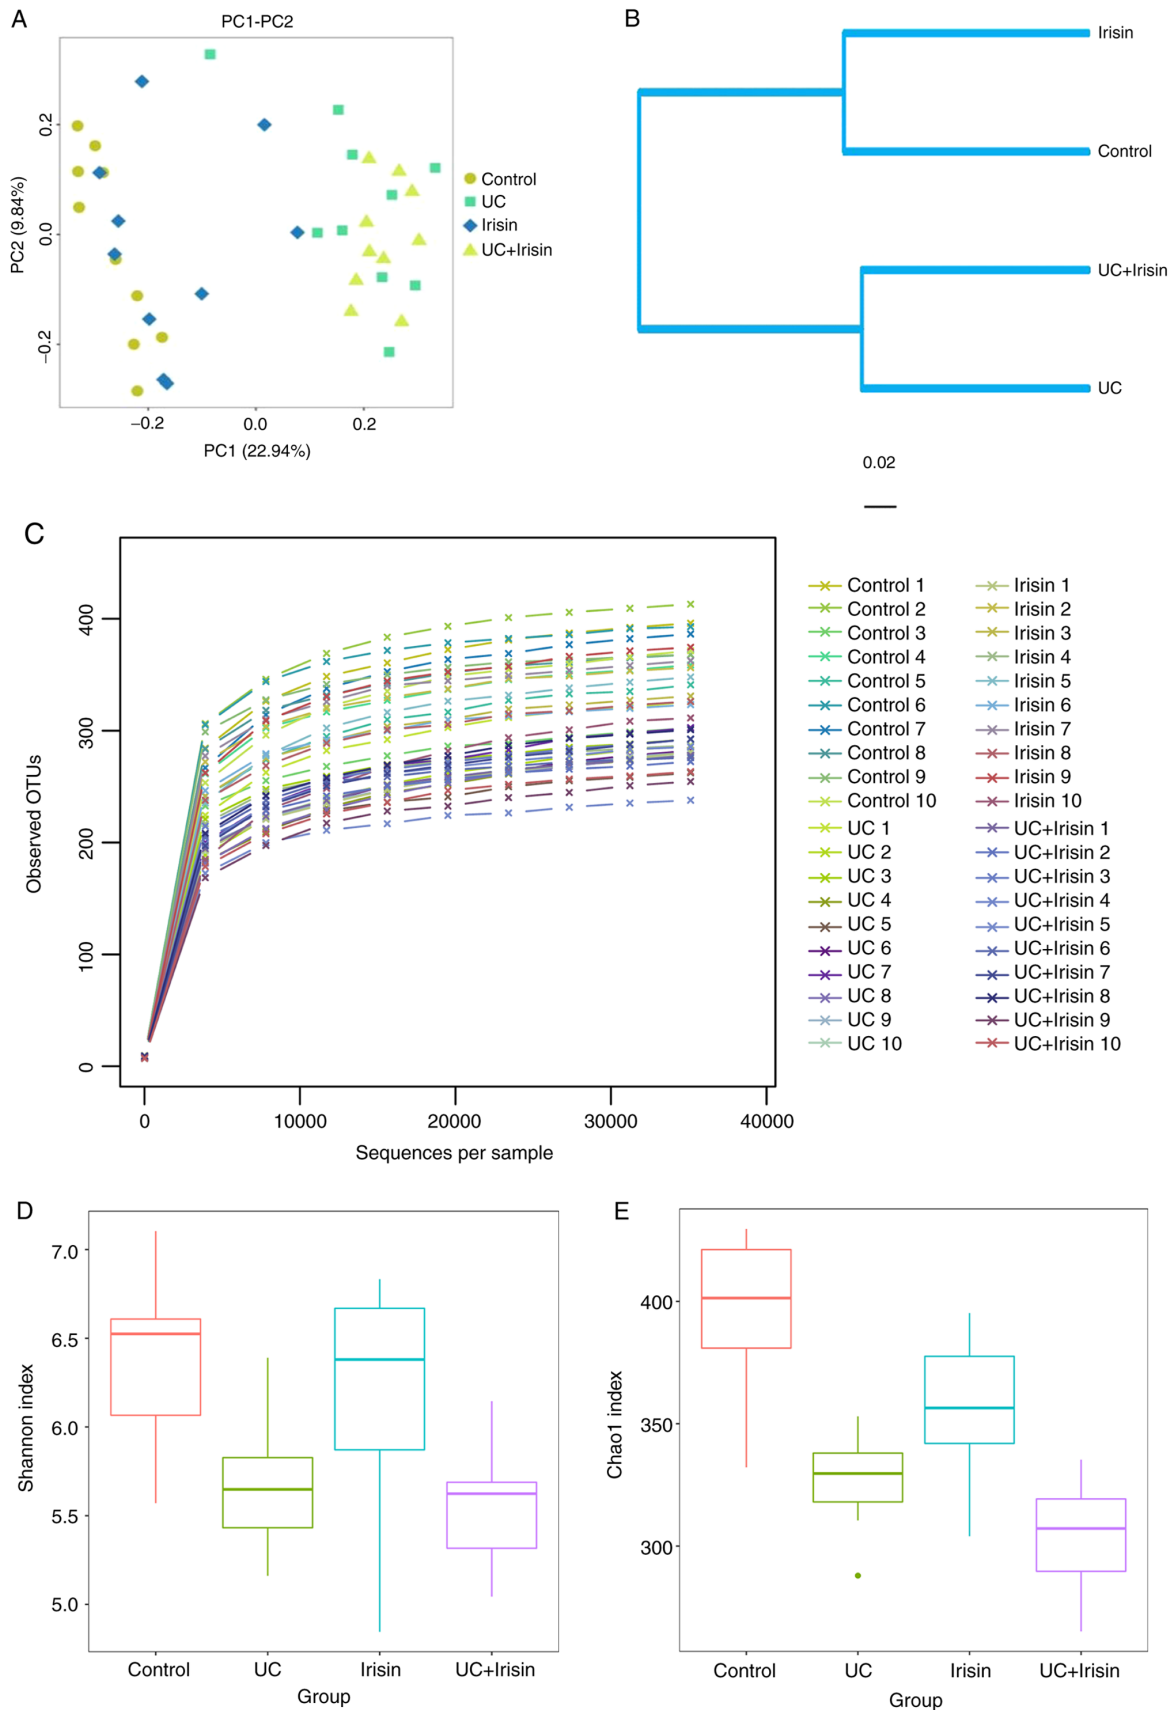 A
PC1-PC2
0.2
0.0
−0.2
PC2 (9.84%)
−0.2
0.0
0.2
PC1 (22.94%)
Control
UC
Irisin
UC+Irisin
B
Irisin
Control
UC+Irisin
UC
0.02
C
400
300
200
100
0
Observed OTUs
0
10000
20000
30000
40000
Sequences per sample
Control 1
Control 2
Control 3
Control 4
Control 5
Control 6
Control 7
Control 8
Control 9
Control 10
UC 1
UC 2
UC 3
UC 4
UC 5
UC 6
UC 7
UC 8
UC 9
UC 10
Irisin 1
Irisin 2
Irisin 3
Irisin 4
Irisin 5
Irisin 6
Irisin 7
Irisin 8
Irisin 9
Irisin 10
UC+Irisin 1
UC+Irisin 2
UC+Irisin 3
UC+Irisin 4
UC+Irisin 5
UC+Irisin 6
UC+Irisin 7
UC+Irisin 8
UC+Irisin 9
UC+Irisin 10
D
7.0
6.5
6.0
5.5
5.0
Shannon index
Control
UC
Irisin
UC+Irisin
Group
E
400
350
300
Chao1 index
Control
UC
Irisin
UC+Irisin
Group